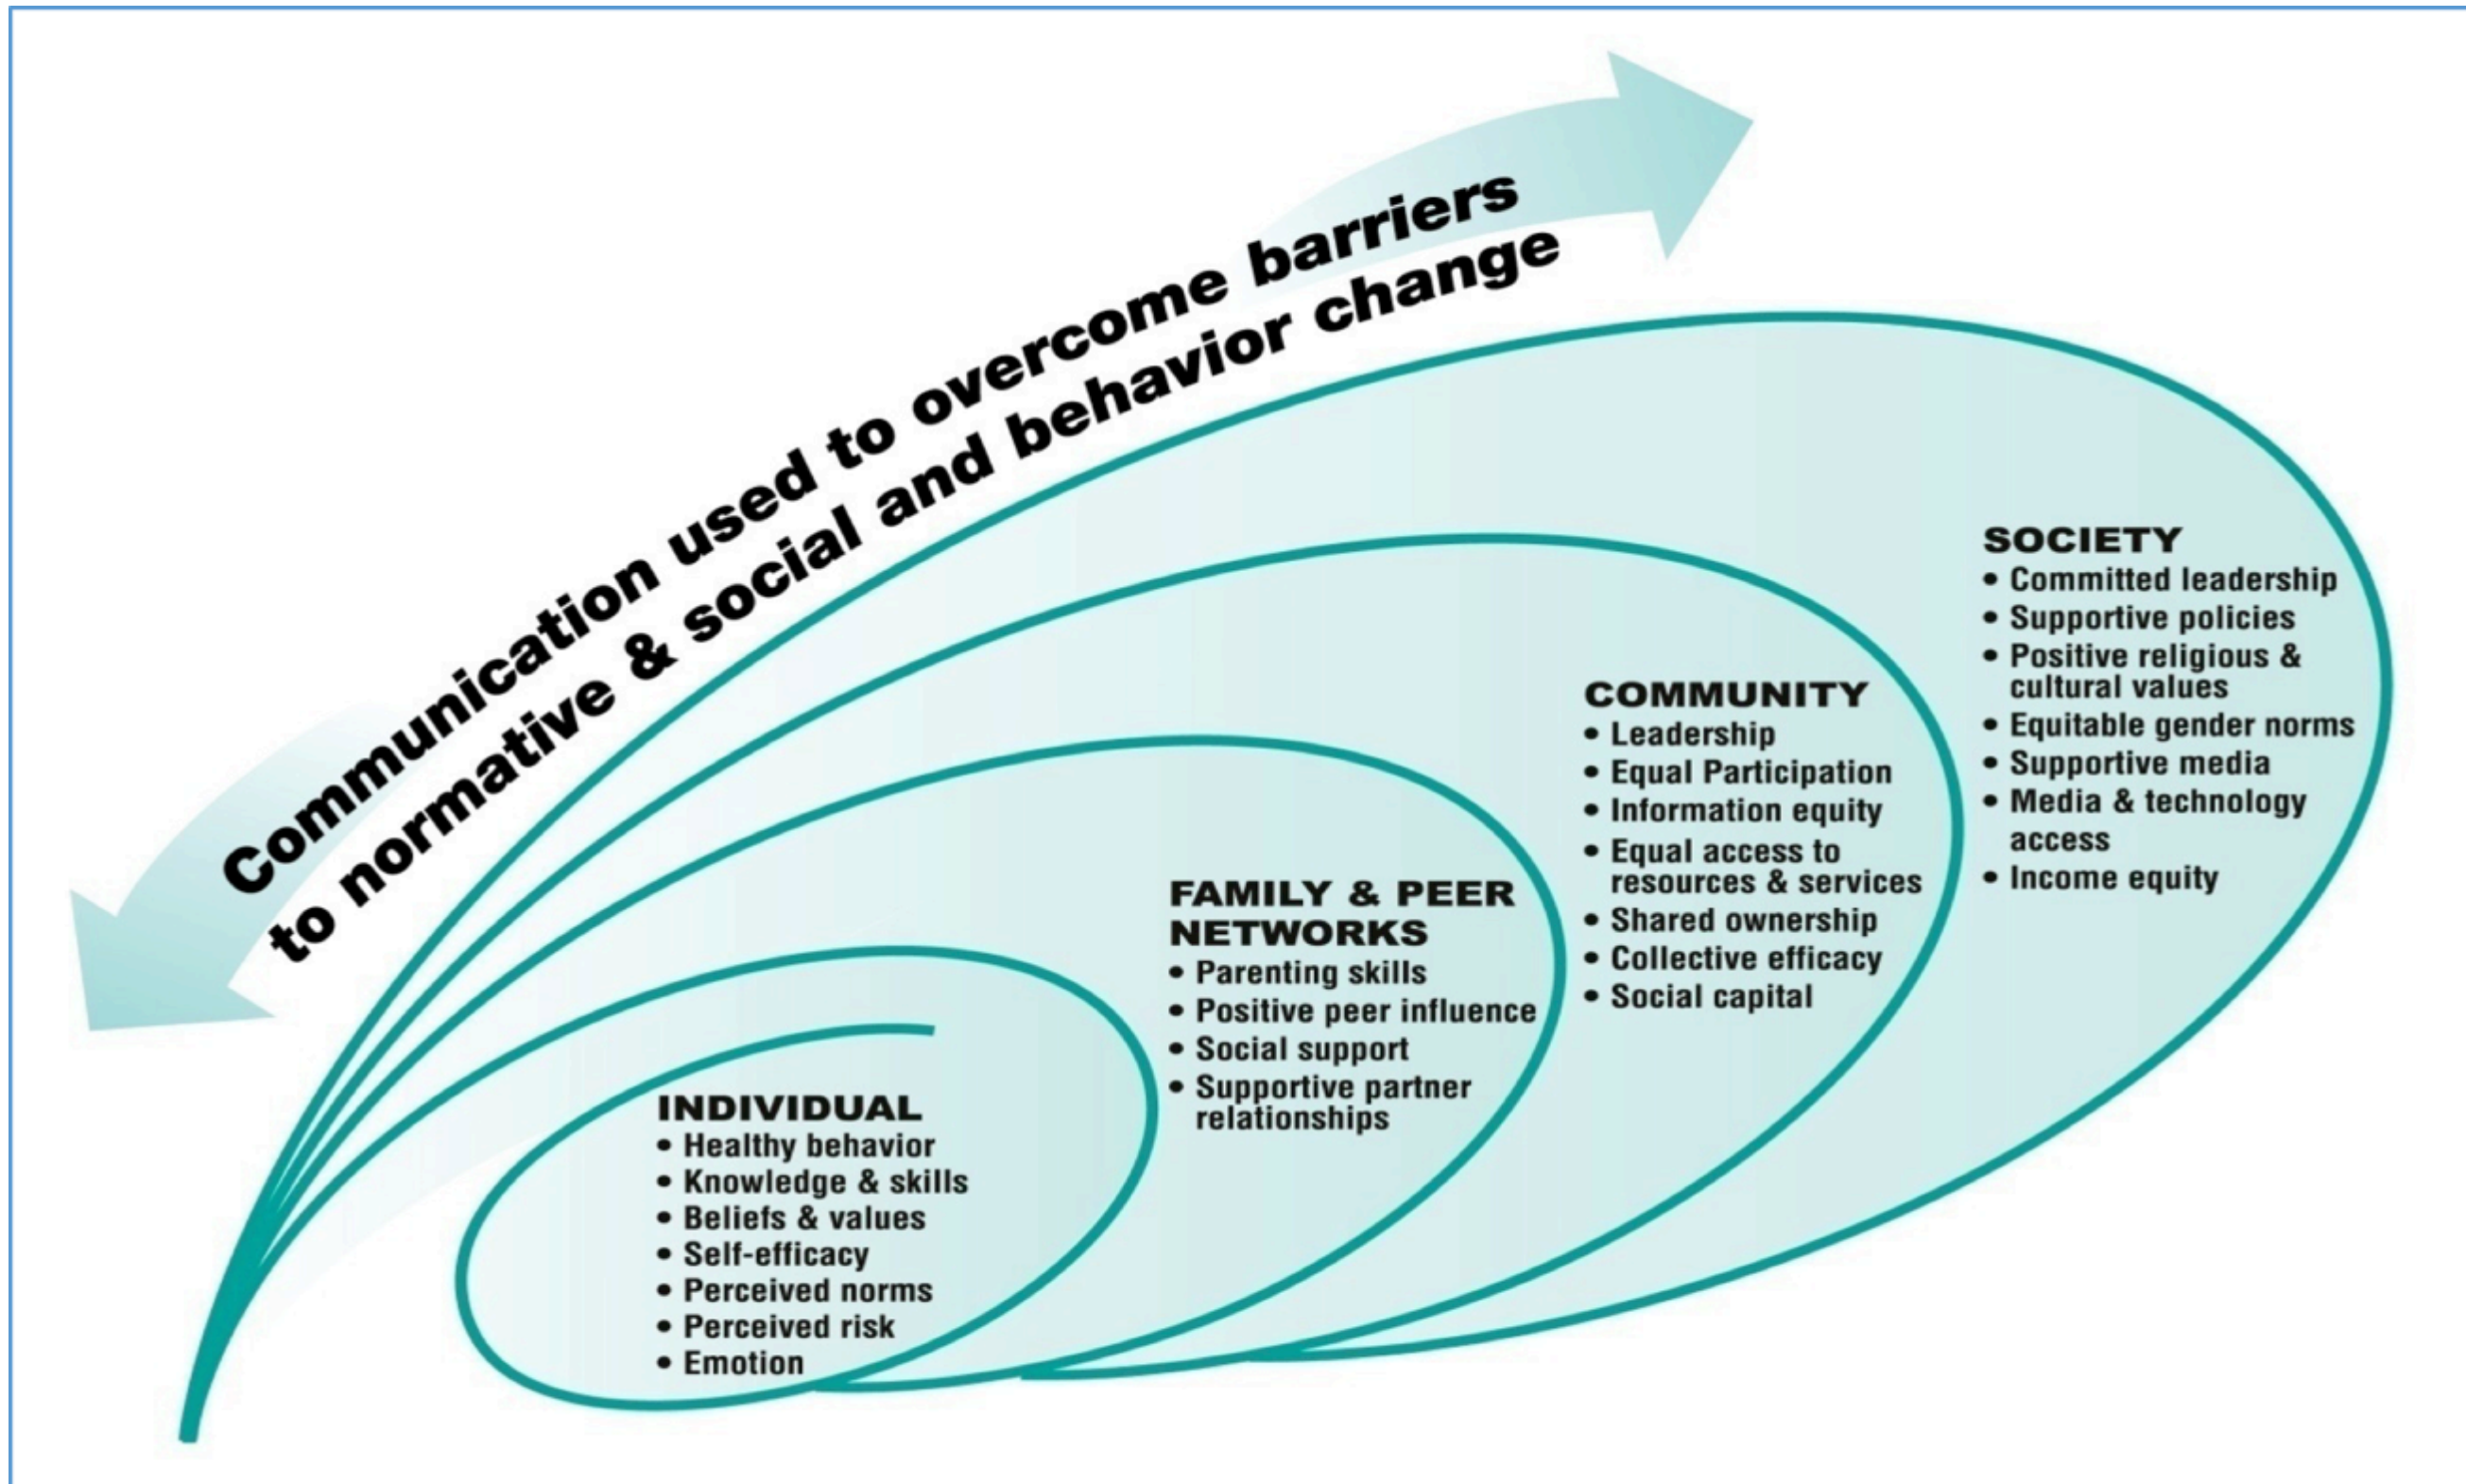 Communication used to overcome barriers
to normative & social and behavior change
INDIVIDUAL
• Healthy behavior
• Knowledge & skills
• Beliefs & values
• Self-efficacy
• Perceived norms
• Perceived risk
• Emotion
FAMILY & PEER
NETWORKS
• Parenting skills
• Positive peer influence
• Social support
• Supportive partner
relationships
COMMUNITY
• Leadership
• Equal Participation
• Information equity
• Equal access to
resources & services
• Shared ownership
• Collective efficacy
• Social capital
SOCIETY
• Committed leadership
• Supportive policies
• Positive religious &
cultural values
• Equitable gender norms
• Supportive media
• Media & technology
access
• Income equity